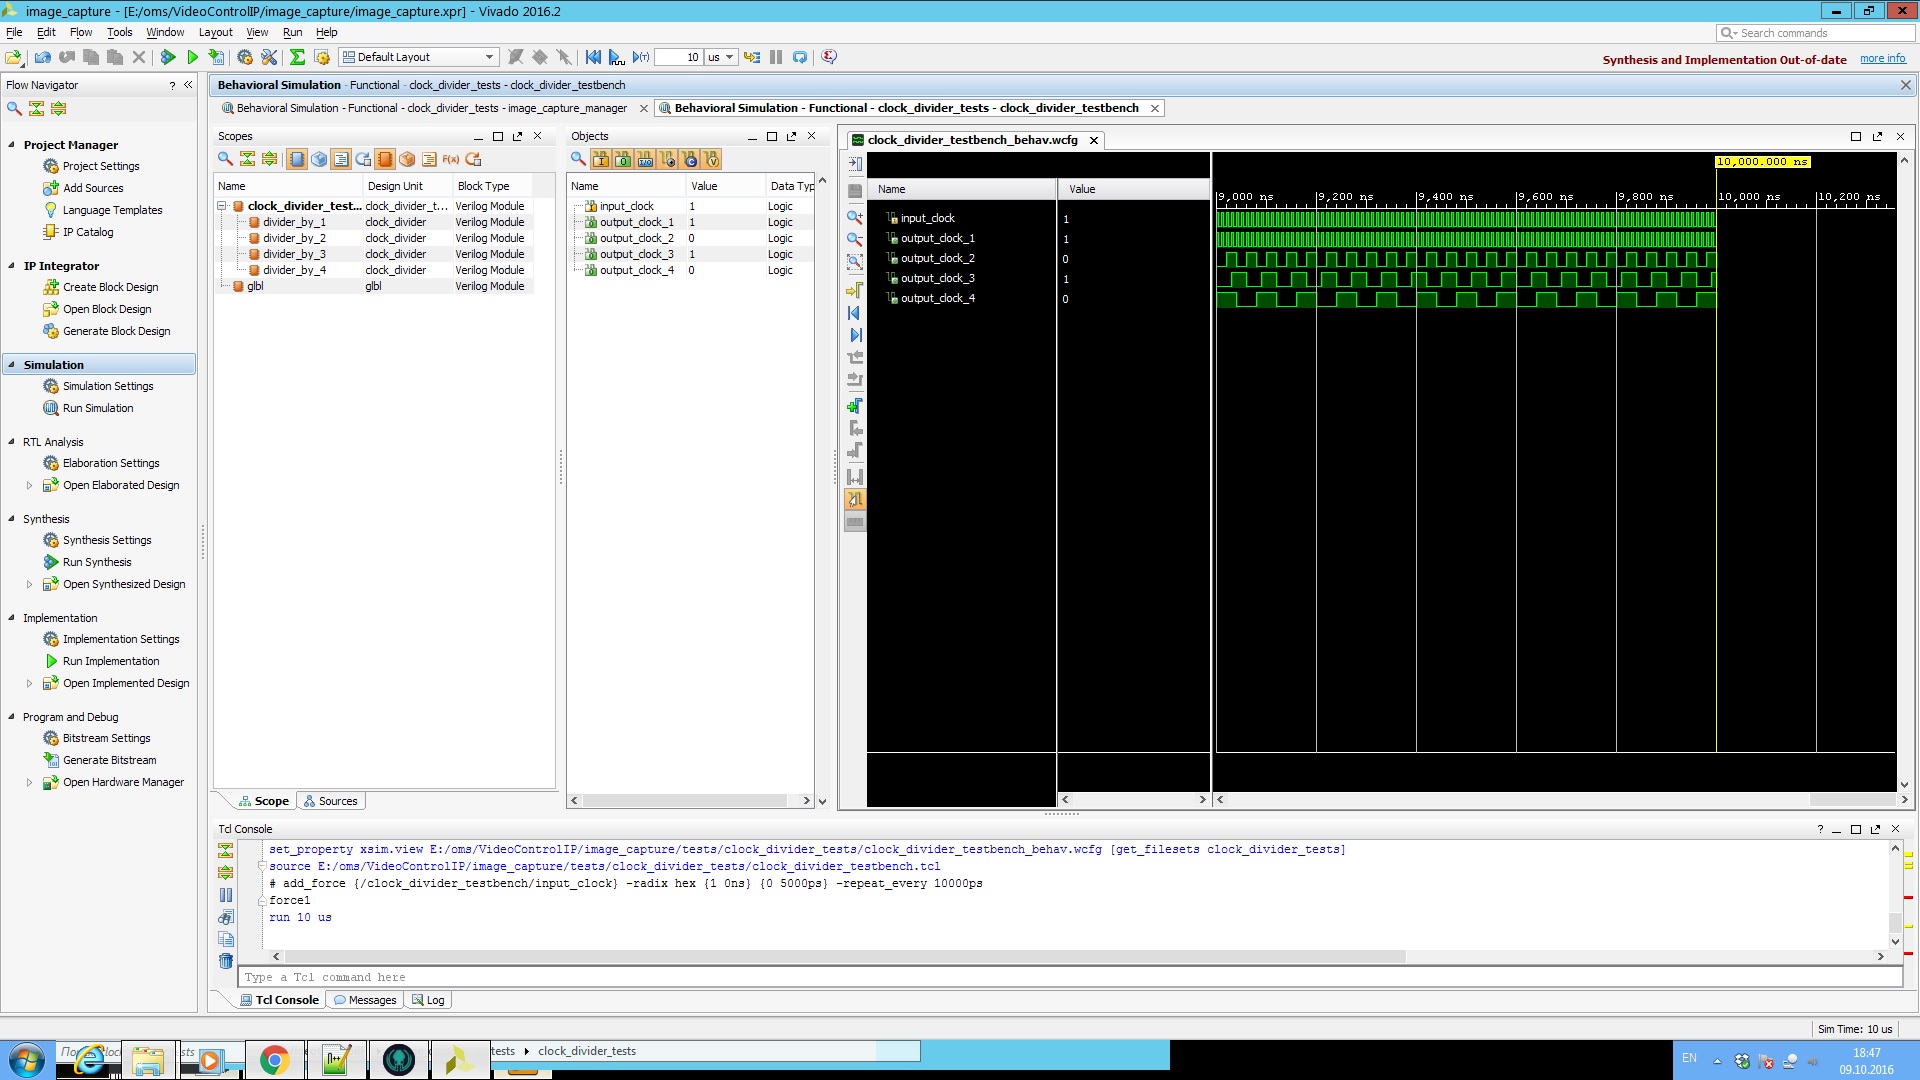 image_capture - [E:/oms/VideoControlIP/image_capture/image_capture.xpr] - Vivado 2016.2
File Edit Flow Tools Window Layout View Run Help
Search commands
Default Layout
10 us
Synthesis and Implementation Out-of-date more info
Flow Navigator
Behavioral Simulation - Functional - clock_divider_tests - clock_divider_testbench
Behavioral Simulation - Functional - clock_divider_tests - image_capture_manager
Behavioral Simulation - Functional - clock_divider_tests - clock_divider_testbench
Project Manager
Project Settings
Add Sources
Language Templates
IP Catalog
IP Integrator
Create Block Design
Open Block Design
Generate Block Design
Simulation
Simulation Settings
Run Simulation
RTL Analysis
Elaboration Settings
Open Elaborated Design
Synthesis
Synthesis Settings
Run Synthesis
Open Synthesized Design
Implementation
Implementation Settings
Run Implementation
Open Implemented Design
Program and Debug
Bitstream Settings
Generate Bitstream
Open Hardware Manager
Scopes
Name Design Unit Block Type
clock_divider_test... clock_divider_t... Verilog Module
divider_by_1 clock_divider Verilog Module
divider_by_2 clock_divider Verilog Module
divider_by_3 clock_divider Verilog Module
divider_by_4 clock_divider Verilog Module
glbl glbl Verilog Module
Scope Sources
Objects
Name Value Data Typ
input_clock 1 Logic
output_clock_1 1 Logic
output_clock_2 0 Logic
output_clock_3 1 Logic
output_clock_4 0 Logic
clock_divider_testbench_behav.wcfg
10,000.000 ns
Name Value
9,000 ns 9,200 ns 9,400 ns 9,600 ns 9,800 ns 10,000 ns 10,200 ns
input_clock 1
output_clock_1 1
output_clock_2 0
output_clock_3 1
output_clock_4 0
Tcl Console
set_property xsim.view E:/oms/VideoControlIP/image_capture/tests/clock_divider_tests/clock_divider_testbench_behav.wcfg [get_filesets clock_divider_tests]
source E:/oms/VideoControlIP/image_capture/tests/clock_divider_tests/clock_divider_testbench.tcl
# add_force {/clock_divider_testbench/input_clock} -radix hex {1 0ns} {0 5000ps} -repeat_every 10000ps
force1
run 10 us
Type a Tcl command here
Tcl Console Messages Log
Sim Time: 10 us
tests clock_divider_tests
EN
18:47
09.10.2016